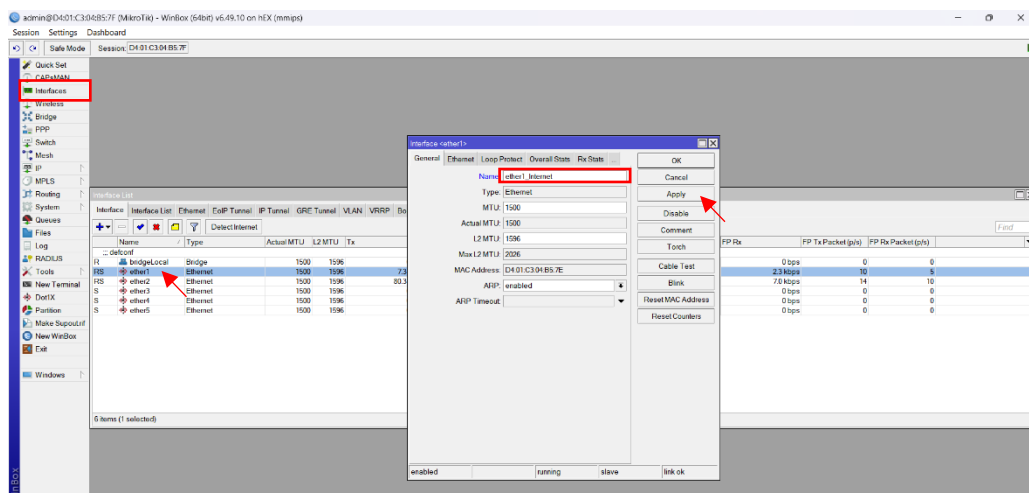 admin@D4:01:C3:04:B5:7F (MikroTik) - WinBox (64bit) v6.49.10 on hEX (mmips)
Session Settings Dashboard
Safe Mode Session: D4:01:C3:04:B5:7F
Quick Set
CAPsMAN
Interfaces
Wireless
Bridge
PPP
Switch
Mesh
IP
MPLS
Routing
System
Queues
Files
Log
RADIUS
Tools
New Terminal
Dot1X
Partition
Make Supout.rif
New WinBox
Exit
Windows
Interface List
Interface Interface List Ethernet EoIP Tunnel IP Tunnel GRE Tunnel VLAN VRRP Bo
Detect Internet
Find
Name / Type Actual MTU L2 MTU Tx FP Rx FP Tx Packet (p/s) FP Rx Packet (p/s)
::: defconf
R bridgeLocal Bridge 1500 1596 0 bps 0 0
RS ether1 Ethernet 1500 1596 7.3 2.3 kbps 10 5
RS ether2 Ethernet 1500 1596 80.3 7.0 kbps 14 10
S ether3 Ethernet 1500 1596 0 bps 0 0
S ether4 Ethernet 1500 1596 0 bps 0 0
S ether5 Ethernet 1500 1596 0 bps 0 0
6 items (1 selected)
Interface <ether1>
General Ethernet Loop Protect Overall Stats Rx Stats ...
Name: ether1_Internet
Type: Ethernet
MTU: 1500
Actual MTU: 1500
L2 MTU: 1596
Max L2 MTU: 2026
MAC Address: D4:01:C3:04:B5:7E
ARP: enabled
ARP Timeout:
OK
Cancel
Apply
Disable
Comment
Torch
Cable Test
Blink
Reset MAC Address
Reset Counters
enabled running slave link ok
nBox